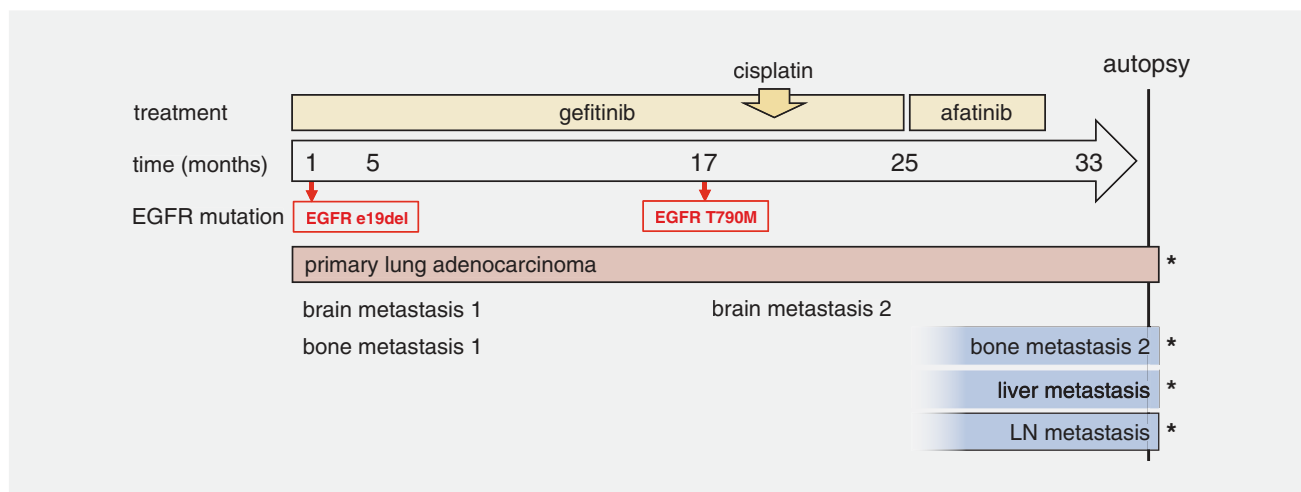 autopsy
cisplatin
treatment gefitinib afatinib
time (months) 1 5 17 25 33
EGFR mutation EGFR e19del EGFR T790M
primary lung adenocarcinoma *
brain metastasis 1 brain metastasis 2
bone metastasis 1 bone metastasis 2 *
liver metastasis *
LN metastasis *